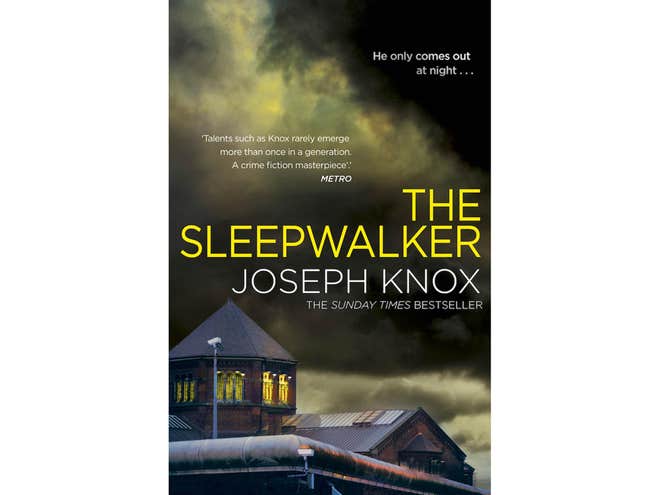 He only comes out
at night . . .
‘Talents such as Knox rarely emerge
more than once in a generation.
A crime fiction masterpiece’.’
METRO
THE
SLEEPWALKER
JOSEPH KNOX
THE SUNDAY TIMES BESTSELLER